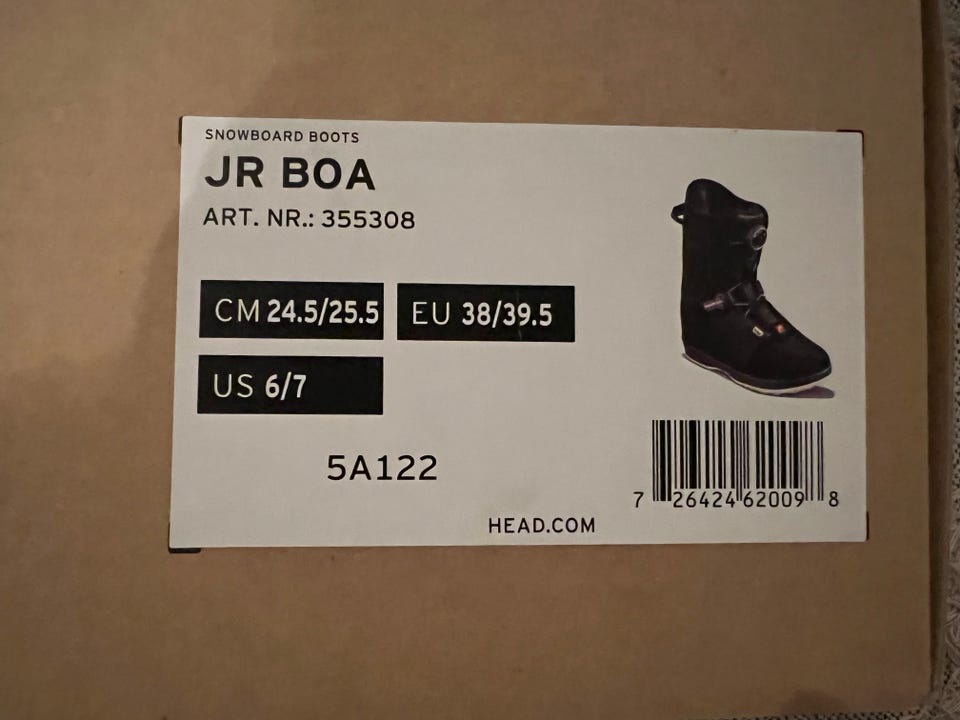 SNOWBOARD BOOTS
JR BOA
ART. NR.: 355308
CM 24.5/25.5 EU 38/39.5
US 6/7
5A122
7 26424 62009 8
HEAD.COM